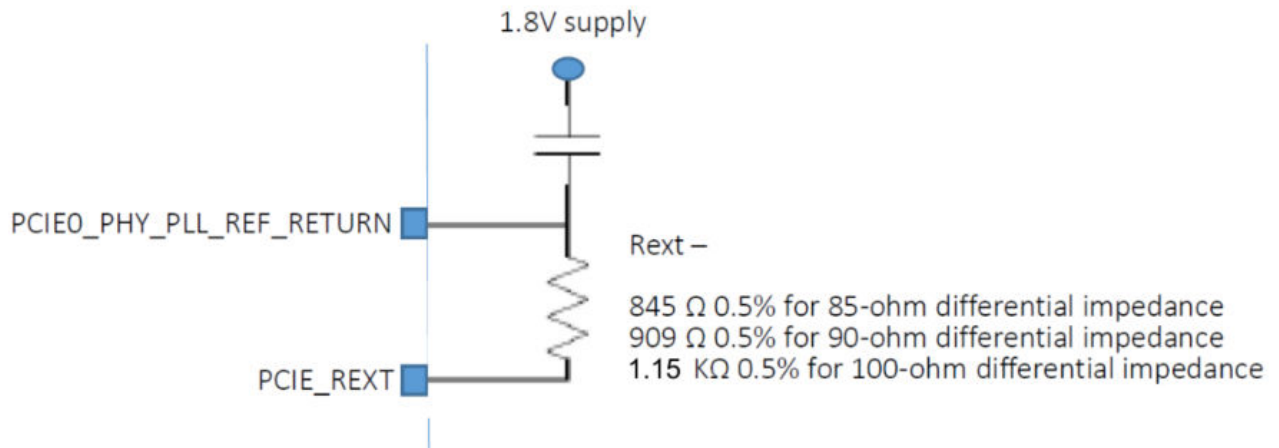 1.8V supply
PCIE0_PHY_PLL_REF_RETURN
Rext –
845 Ω 0.5% for 85-ohm differential impedance
909 Ω 0.5% for 90-ohm differential impedance
1.15 KΩ 0.5% for 100-ohm differential impedance
PCIE_REXT